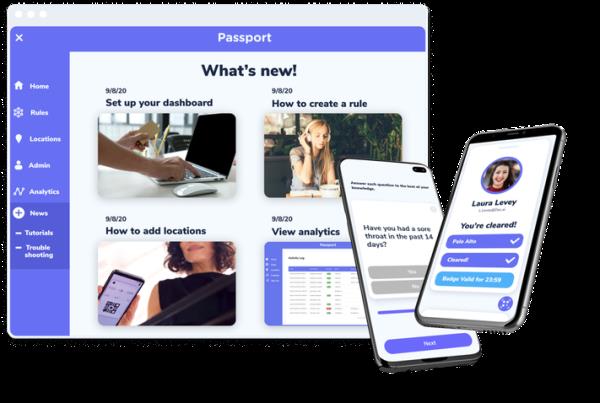 Passport
What's new!
Home
Rules
Locations
Admin
Analytics
News
Tutorials
Trouble
shooting
9/8/20
Set up your dashboard
9/8/20
How to create a rule
9/8/20
How to add locations
9/8/20
View analytics
Passport
Activity Log
Answer each question to the best of your
knowledge.
Have you had a sore
throat in the past 14
days?
Yes
No
Next
Laura Levey
You're cleared!
Palo Alto
Cleared!
Badge Valid for 23:59